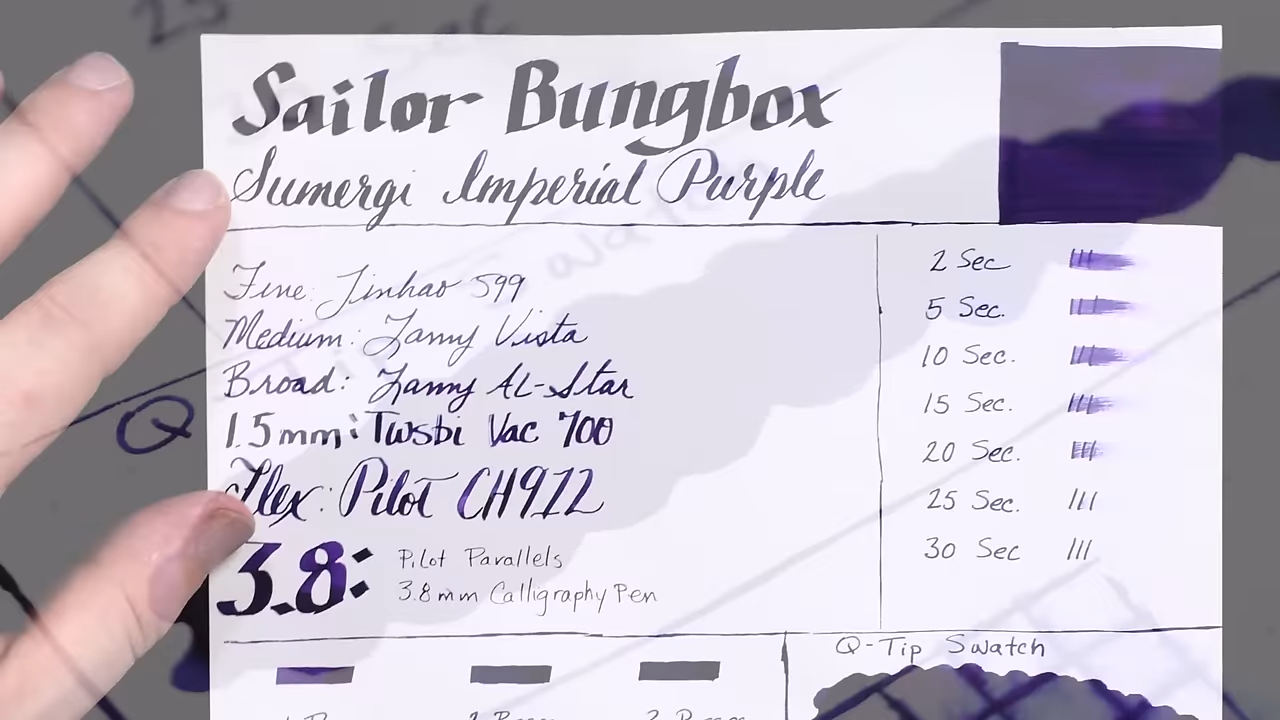 Sailor Bungbox
Sumergi Imperial Purple
Fine: Jinhao 599
Medium: Lamy Vista
Broad: Lamy AL-Star
1.5mm: Twsbi Vac 700
Flex: Pilot CH912
3.8: Pilot Parallels
3.8mm Calligraphy Pen
2 Sec
5 Sec.
10 Sec.
15 Sec.
20 Sec.
25 Sec.
30 Sec
Q-Tip Swatch
25 Sec
Q